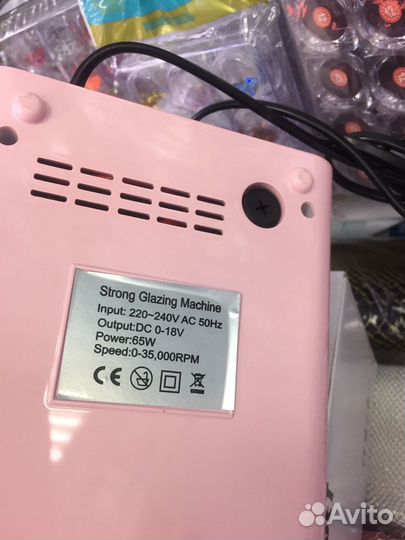 Strong Glazing Machine
Input: 220~240V AC 50Hz
Output:DC 0-18V
Power:65W
Speed:0-35,000RPM
CE
Avito